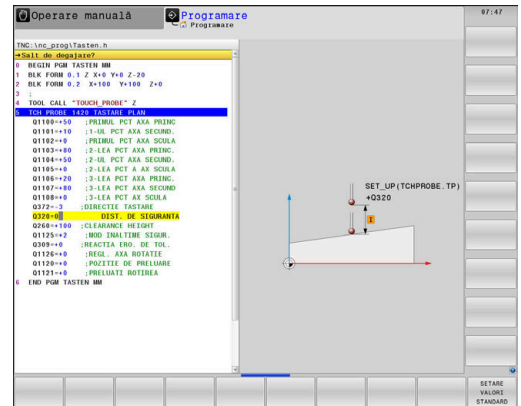 Operare manuală
Programare
Programare
07:47
TNC:\nc_prog\Tasten.h
→Salt de degajare?
0 BEGIN PGM TASTEN MM
1 BLK FORM 0.1 Z X+0 Y+0 Z-20
2 BLK FORM 0.2 X+100 Y+100 Z+0
3 ;
4 TOOL CALL "TOUCH_PROBE" Z
5 TCH PROBE 1420 TASTARE PLAN
Q1100=+50 ;PRIMUL PCT AXA PRINC
Q1101=+10 ;1-UL PCT AXA SECUND.
Q1102=+0 ;PRIMUL PCT AXA SCULA
Q1103=+80 ;2-LEA PCT AXA PRINC.
Q1104=+50 ;2-UL PCT AXA SECUND.
Q1105=+0 ;2-LEA PCT A AX SCULA
Q1106=+20 ;3-LEA PCT AXA PRINC.
Q1107=+80 ;3-LEA PCT AXA SECUND
Q1108=+0 ;3-LEA PCT AX SCULA
Q372=-3 ;DIRECTIE TASTARE
Q320=0 DIST. DE SIGURANTA
Q260=+100 ;CLEARANCE HEIGHT
Q1125=+2 ;MOD INALTIME SIGUR.
Q309=+0 ;REACTIA ERO. DE TOL.
Q1126=+0 ;REGL. AXA ROTATIE
Q1120=+0 ;POZITIE DE PRELUARE
Q1121=+0 ;PRELUATI ROTIREA
6 END PGM TASTEN MM
SET_UP(TCHPROBE.TP)
+Q320
I
SETARE
VALORI
STANDARD